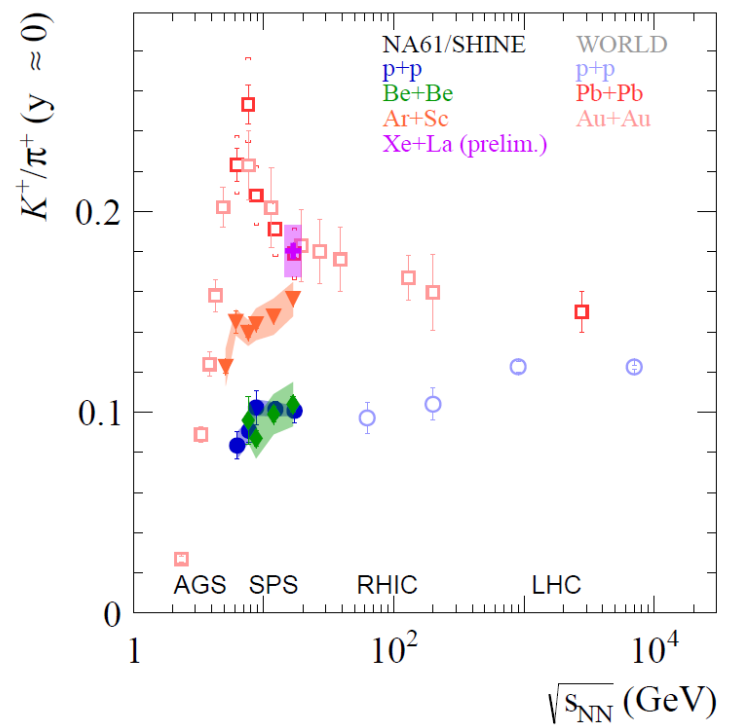 K⁺/π⁺ (y ≈ 0)
NA61/SHINE WORLD
p+p p+p
Be+Be Pb+Pb
Ar+Sc Au+Au
Xe+La (prelim.)
0.2
0.1
0
AGS SPS RHIC LHC
1 10² 10⁴
√s_NN (GeV)